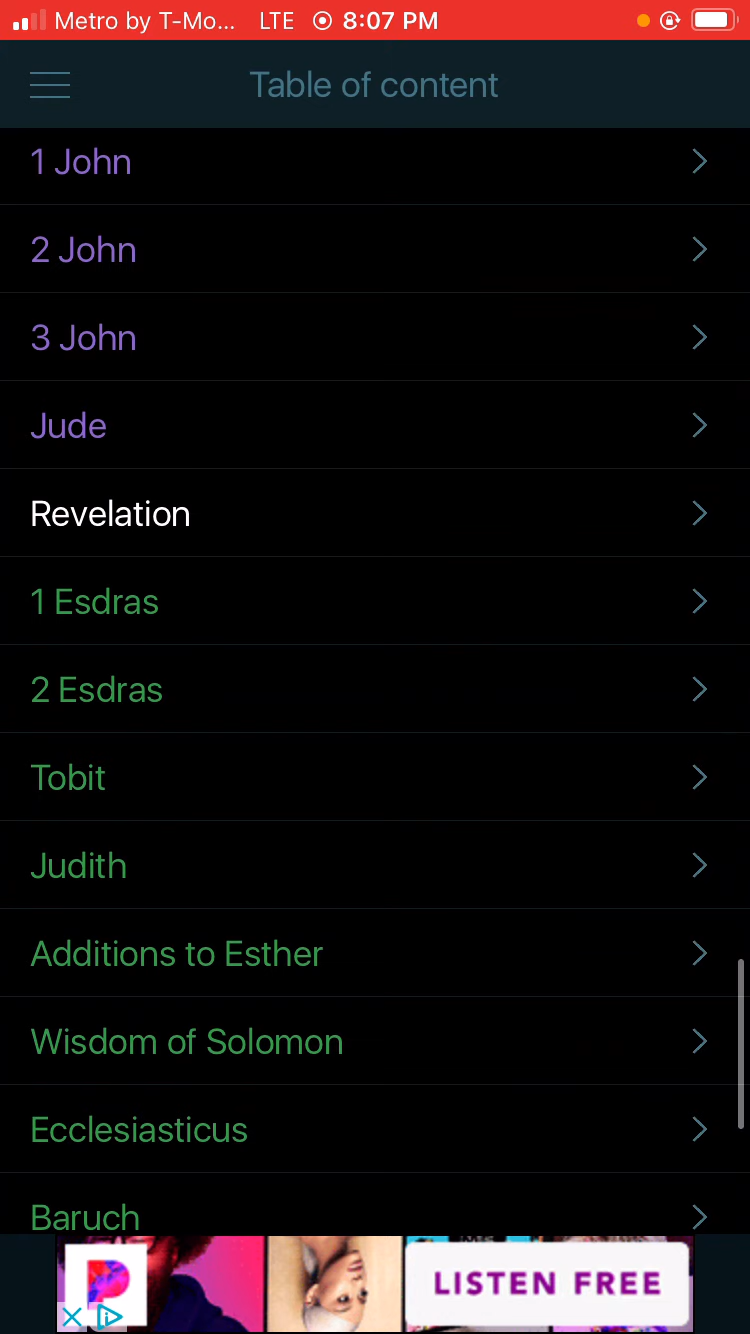 Metro by T-Mo... LTE 8:07 PM
Table of content
1 John
2 John
3 John
Jude
Revelation
1 Esdras
2 Esdras
Tobit
Judith
Additions to Esther
Wisdom of Solomon
Ecclesiasticus
Baruch
LISTEN FREE